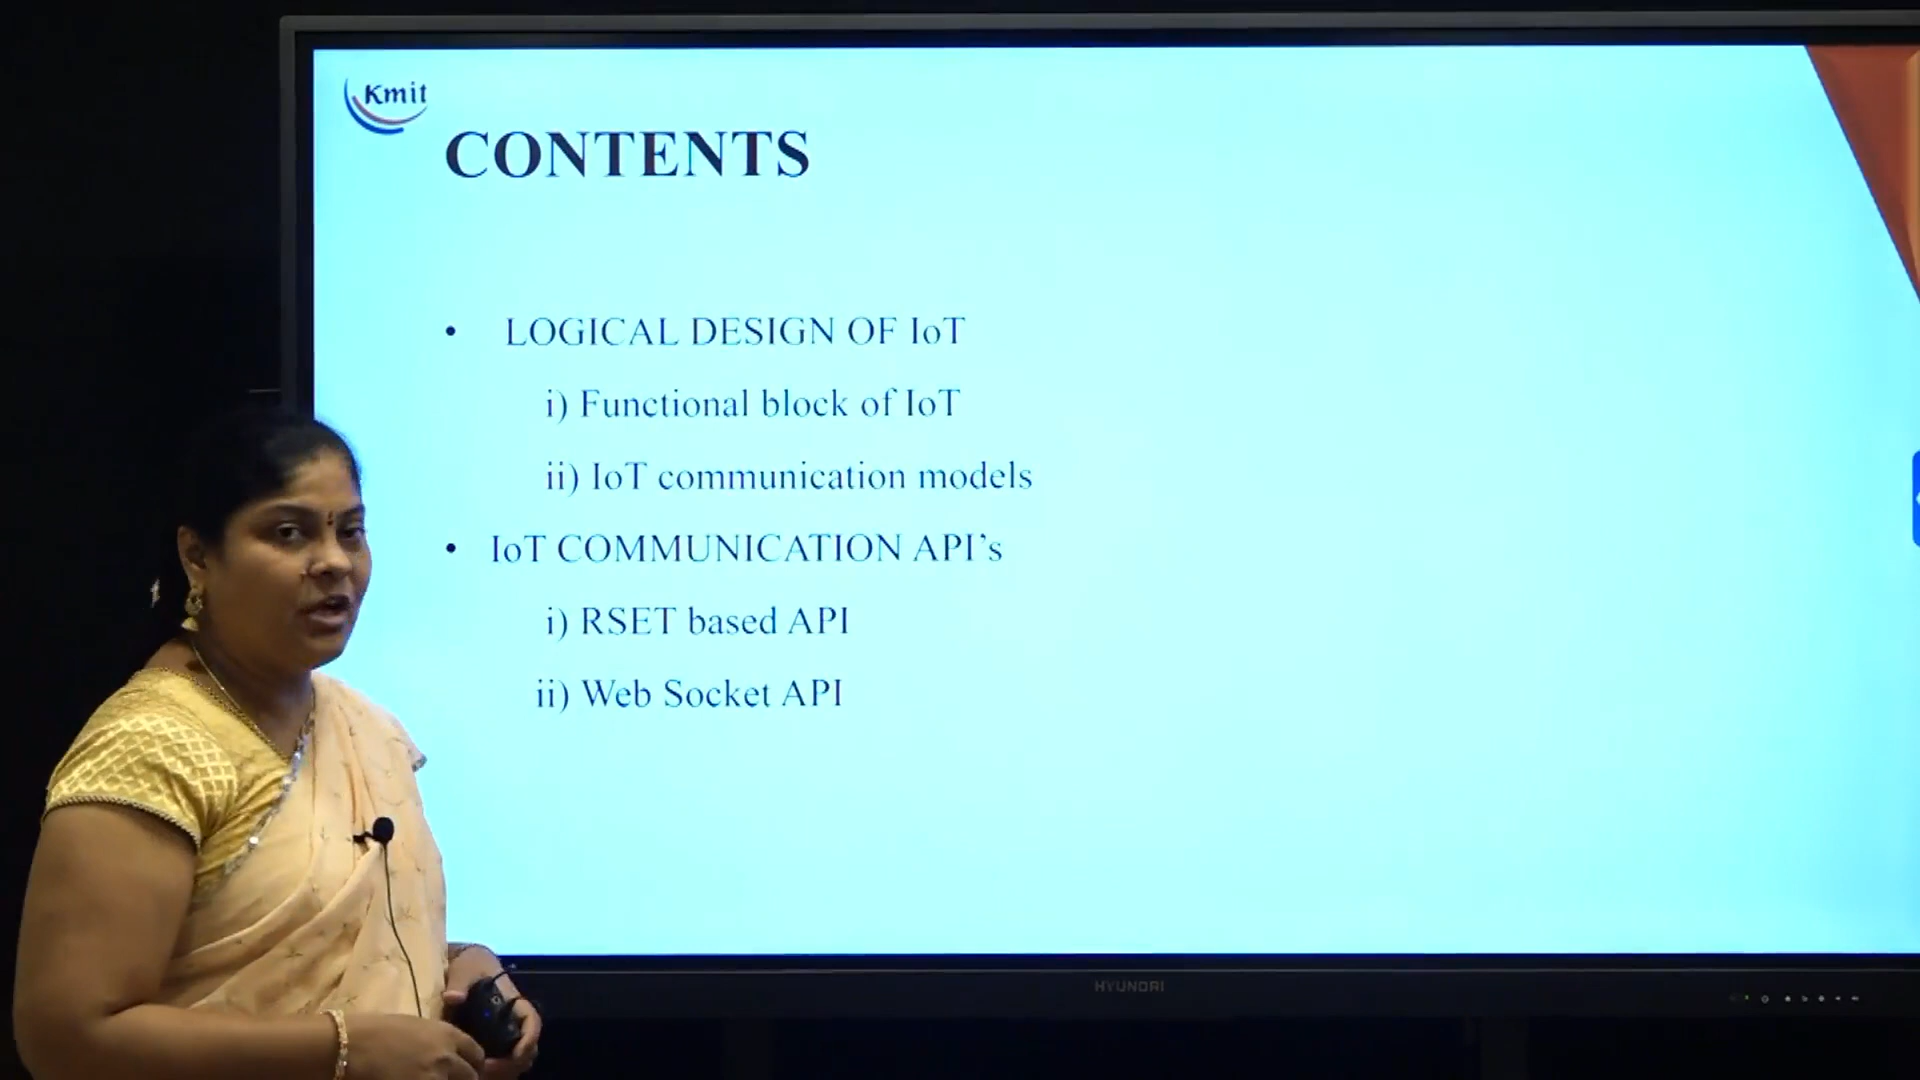 Kmit
CONTENTS
• LOGICAL DESIGN OF IoT
i) Functional block of IoT
ii) IoT communication models
• IoT COMMUNICATION API’s
i) RSET based API
ii) Web Socket API
HYUNDAI